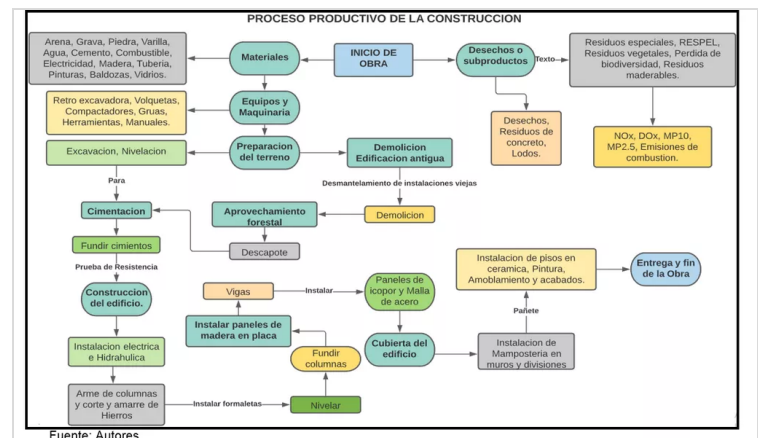 PROCESO PRODUCTIVO DE LA CONSTRUCCION
Arena, Grava, Piedra, Varilla,
Agua, Cemento, Combustible,
Electricidad, Madera, Tuberia,
Pinturas, Baldozas, Vidrios.
Materiales
INICIO DE
OBRA
Desechos o
subproductos
Texto
Residuos especiales, RESPEL,
Residuos vegetales, Perdida de
biodiversidad, Residuos
maderables.
Retro excavadora, Volquetas,
Compactadores, Gruas,
Herramientas, Manuales.
Equipos y
Maquinaria
Desechos,
Residuos de
concreto,
Lodos.
NOx, DOx, MP10,
MP2.5, Emisiones de
combustion.
Excavacion, Nivelacion
Preparacion
del terreno
Demolicion
Edificacion antigua
Para
Desmantelamiento de instalaciones viejas
Cimentacion
Aprovechamiento
forestal
Demolicion
Fundir cimientos
Descapote
Prueba de Resistencia
Construccion
del edificio.
Vigas
Instalar
Paneles de
icopor y Malla
de acero
Instalacion de pisos en
ceramica, Pintura,
Amoblamiento y acabados.
Entrega y fin
de la Obra
Instalar paneles de
madera en placa
Pañete
Instalacion electrica
e Hidrahulica
Fundir
columnas
Cubierta del
edificio
Instalacion de
Mamposteria en
muros y divisiones
Arme de columnas
y corte y amarre de
Hierros
Instalar formaletas
Nivelar
Fuente: Autores